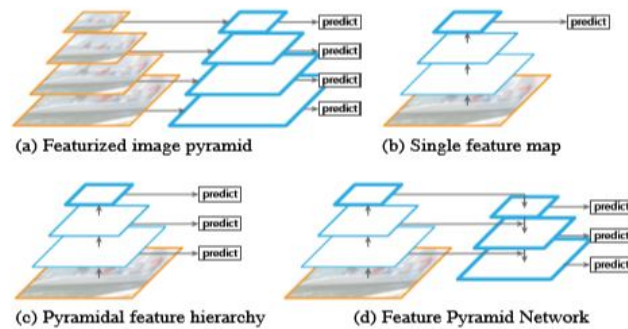 predict
predict
predict
predict
predict
(a) Featurized image pyramid
(b) Single feature map
predict
predict
predict
predict
predict
predict
(c) Pyramidal feature hierarchy
(d) Feature Pyramid Network